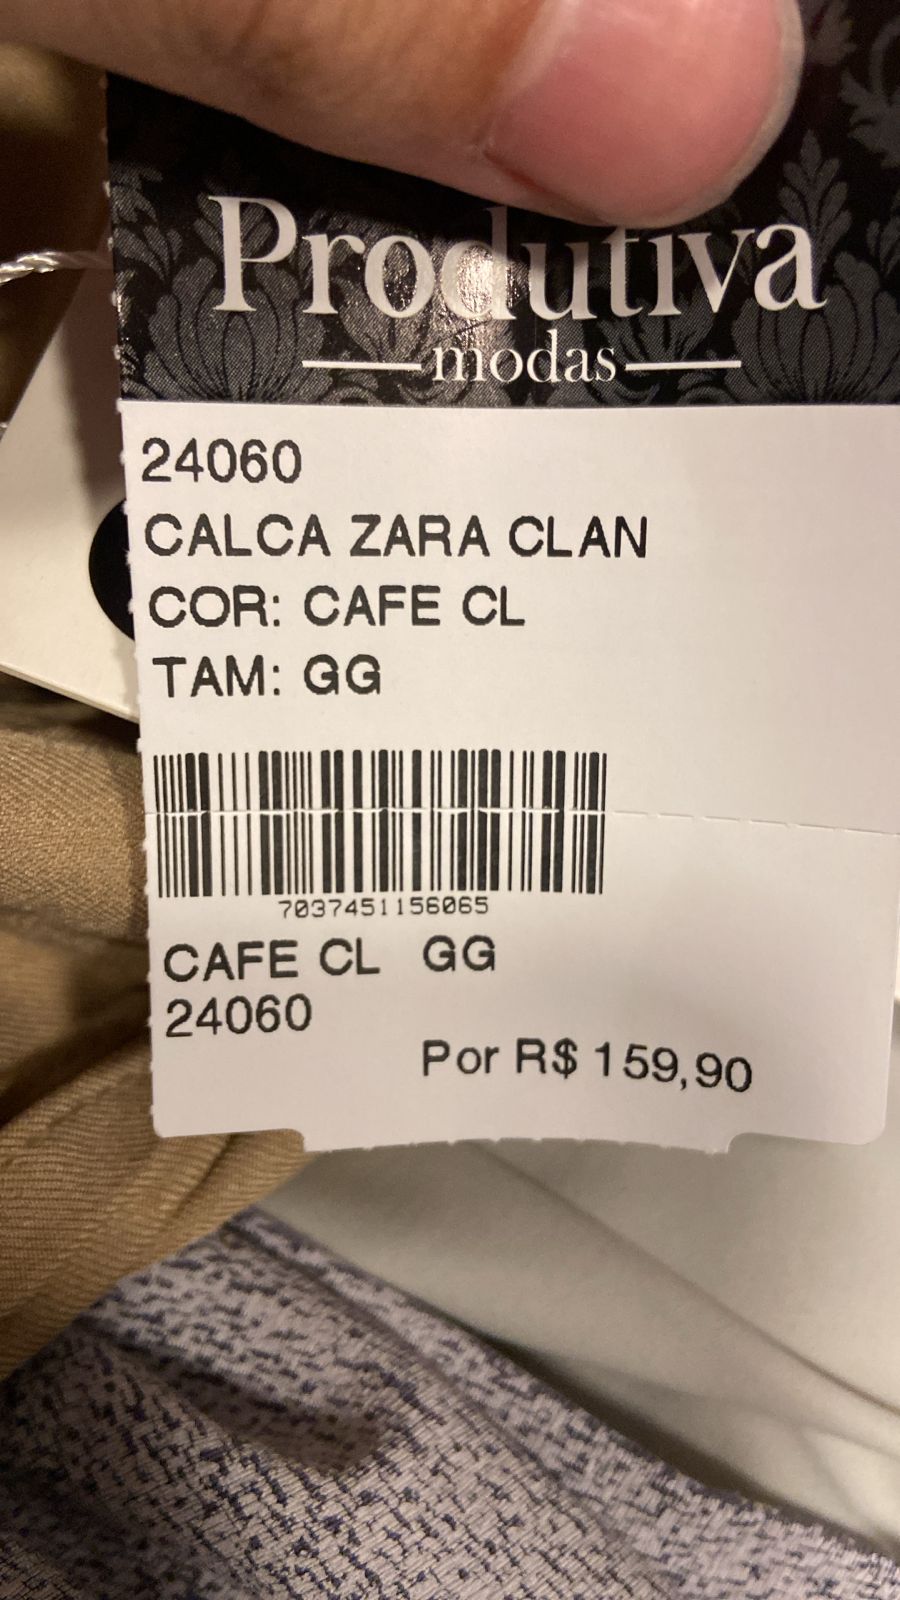 Produtiva
modas
24060
CALCA ZARA CLAN
COR: CAFE CL
TAM: GG
7037451156065
CAFE CL GG
24060
Por R$ 159,90